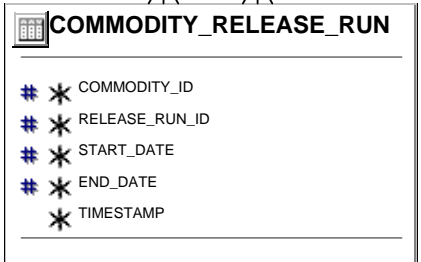 COMMODITY_RELEASE_RUN
# * COMMODITY_ID
# * RELEASE_RUN_ID
# * START_DATE
# * END_DATE
* TIMESTAMP